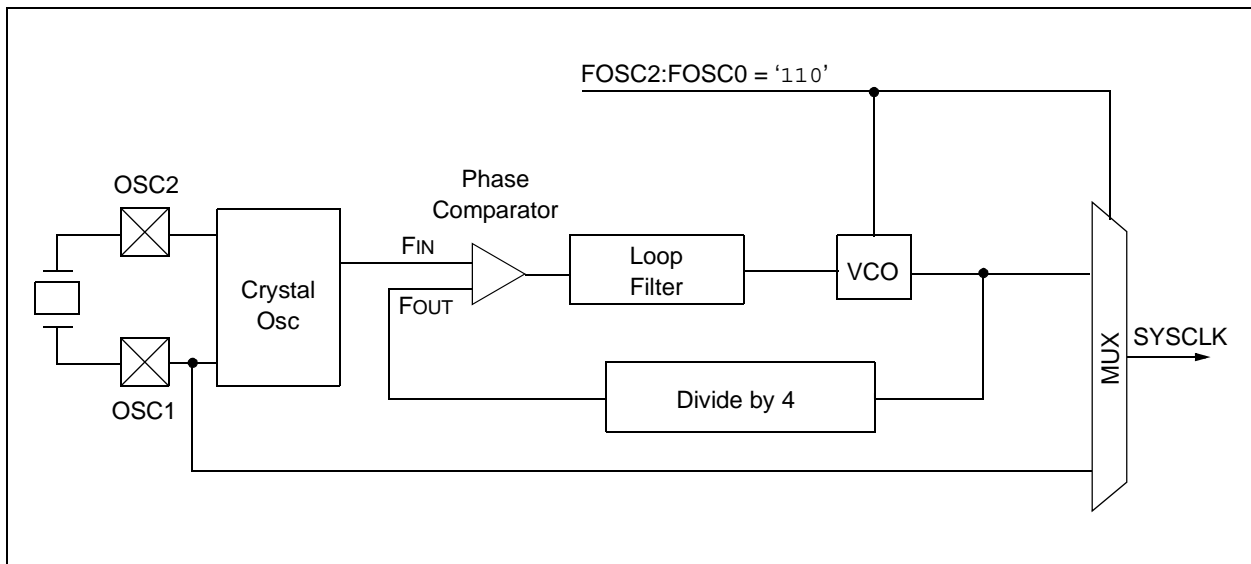 FOSC2:FOSC0 = ‘110’
OSC2
Phase
Comparator
FIN
Loop
Filter
VCO
Crystal
Osc
FOUT
MUX
SYSCLK
Divide by 4
OSC1